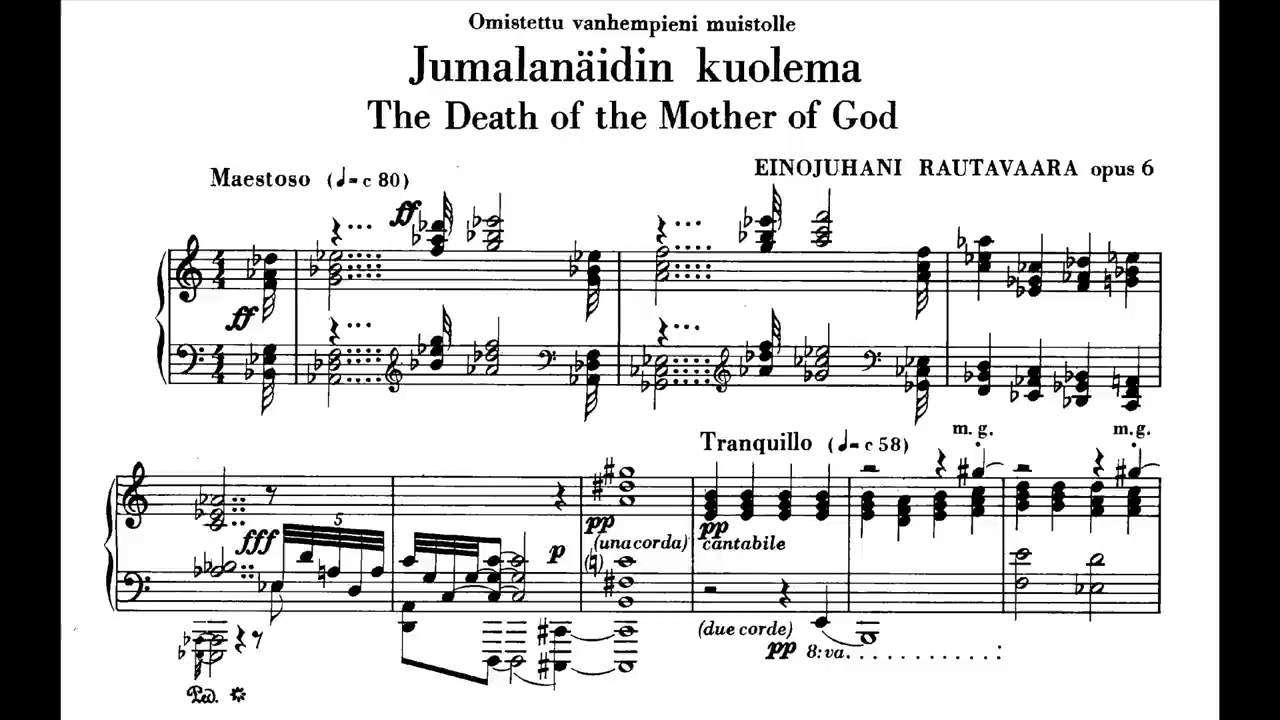 Omistettu vanhempieni muistolle
Jumalanäidin kuolema
The Death of the Mother of God
EINOJUHANI RAUTAVAARA opus 6
Maestoso (♩= c 80)
ff
ff
5
fff
Ped.
p
pp
(una corda)
Tranquillo (♩= c 58)
m. g.
m. g.
pp
cantabile
(due corde)
pp 8:va